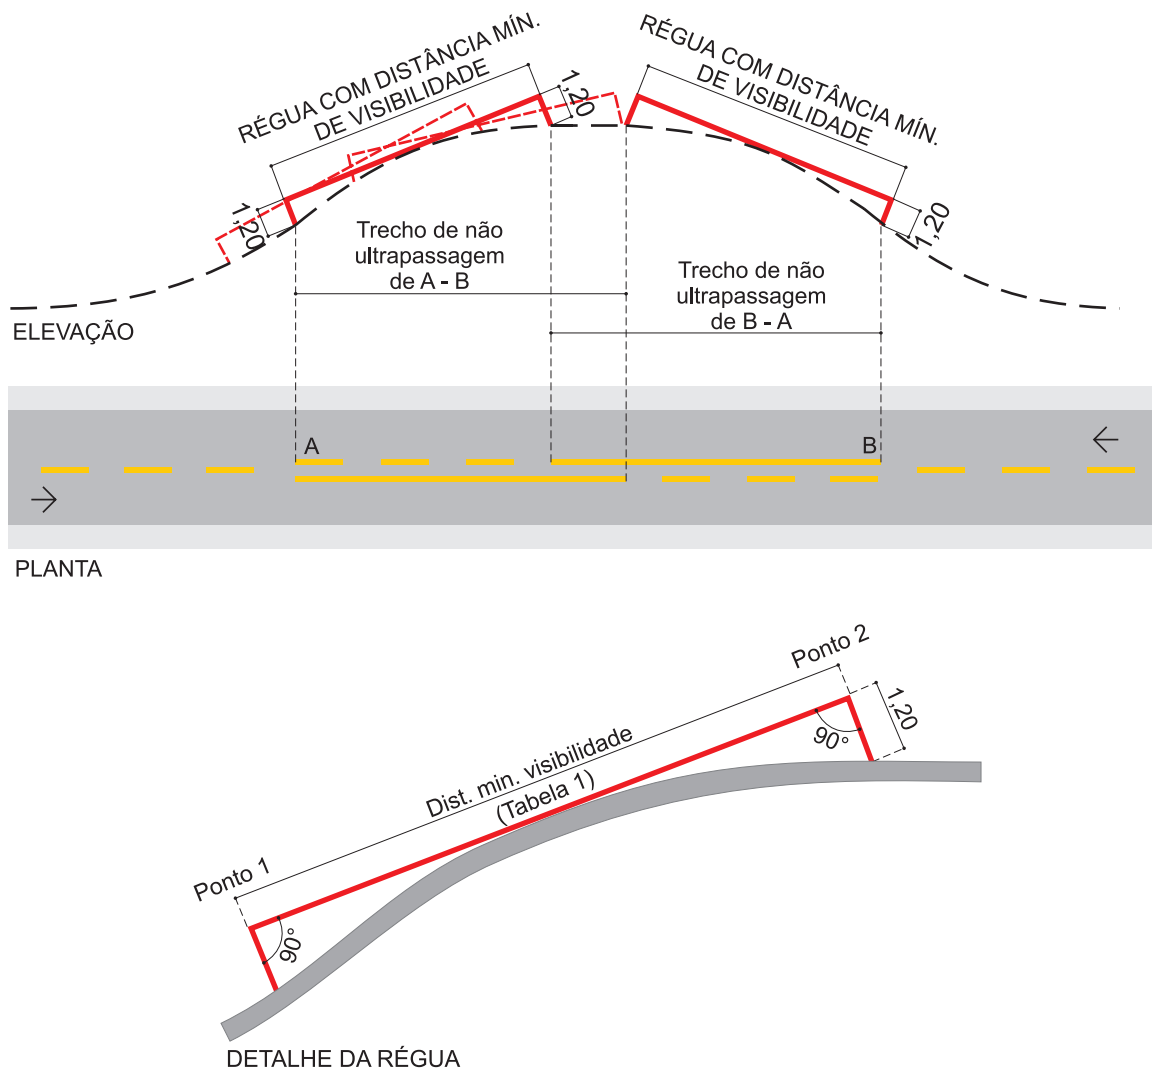 RÉGUA COM DISTÂNCIA MÍN.
DE VISIBILIDADE
1,20
1,20
RÉGUA COM DISTÂNCIA MÍN.
DE VISIBILIDADE
1,20
Trecho de não
ultrapassagem
de A - B
Trecho de não
ultrapassagem
de B - A
ELEVAÇÃO
A
B
PLANTA
Ponto 1
Dist. min. visibilidade
(Tabela 1)
Ponto 2
1,20
90°
90°
DETALHE DA RÉGUA